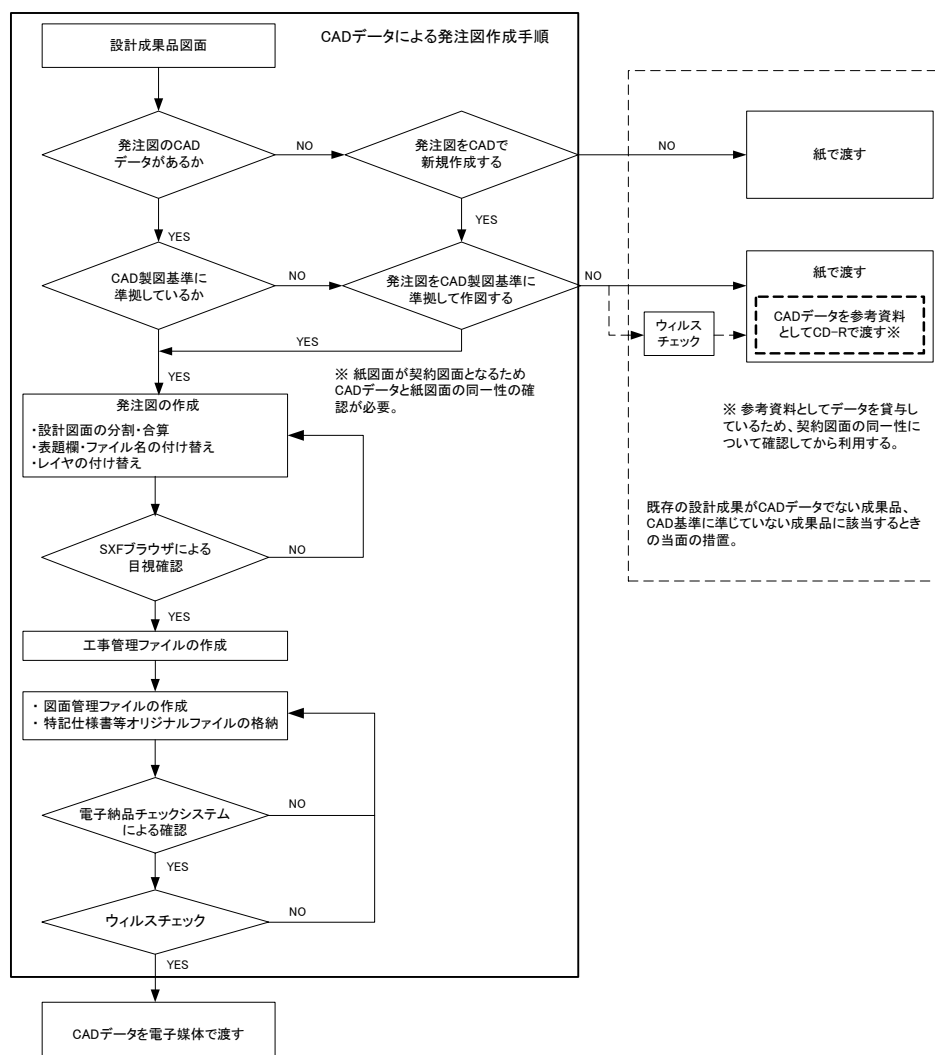 CADデータによる発注図作成手順
設計成果品図面
発注図のCAD
データがあるか
NO
発注図をCADで
新規作成する
NO
紙で渡す
YES
YES
CAD製図基準に
準拠しているか
NO
発注図をCAD製図基準に
準拠して作図する
NO
紙で渡す
CADデータを参考資料
としてCD-Rで渡す※
ウィルス
チェック
YES
YES
※ 紙図面が契約図面となるため
CADデータと紙図面の同一性の確
認が必要。
※ 参考資料としてデータを貸与し
ているため、契約図面の同一性に
ついて確認してから利用する。
既存の設計成果がCADデータでない成果品、
CAD基準に準じていない成果品に該当するとき
の当面の措置。
発注図の作成
・設計図面の分割・合算
・表題欄・ファイル名の付け替え
・レイヤの付け替え
SXFブラウザによる
目視確認
NO
YES
工事管理ファイルの作成
・ 図面管理ファイルの作成
・ 特記仕様書等オリジナルファイルの格納
電子納品チェックシステム
による確認
NO
YES
ウィルスチェック
NO
YES
CADデータを電子媒体で渡す